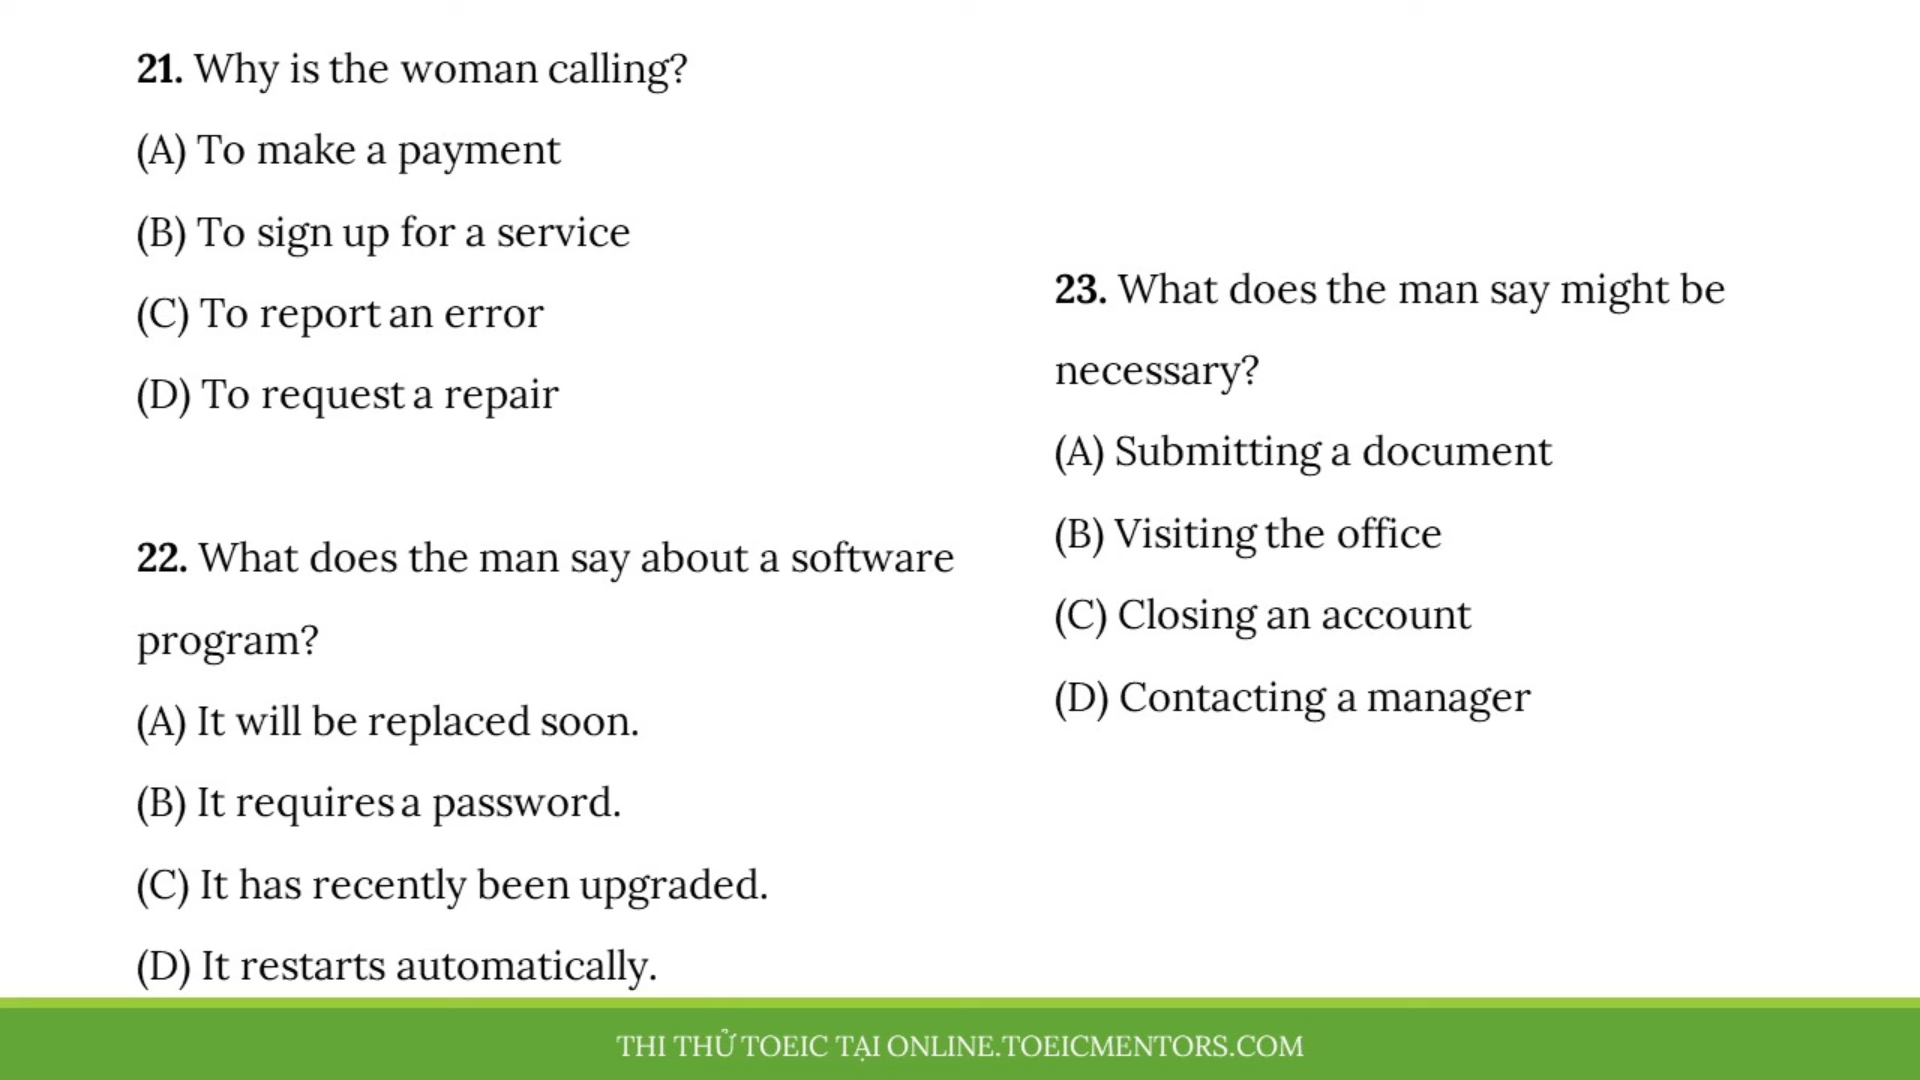 21. Why is the woman calling?
(A) To make a payment
(B) To sign up for a service
(C) To report an error
(D) To request a repair
22. What does the man say about a software
program?
(A) It will be replaced soon.
(B) It requires a password.
(C) It has recently been upgraded.
(D) It restarts automatically.
23. What does the man say might be
necessary?
(A) Submitting a document
(B) Visiting the office
(C) Closing an account
(D) Contacting a manager
THI THỬ TOEIC TẠI ONLINE.TOEICMENTORS.COM